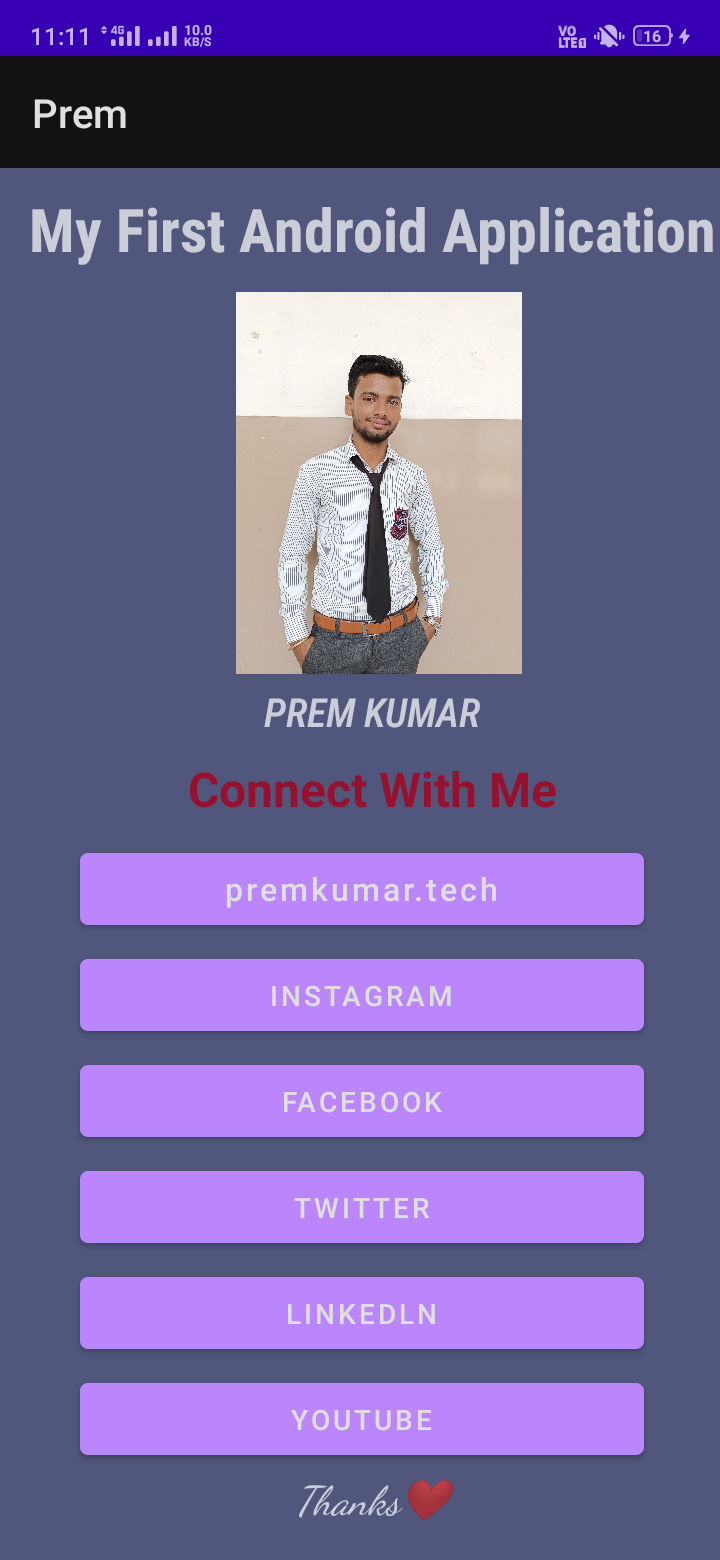 11:11 4G 10.0 KB/S VO LTE 16
Prem
My First Android Application
PREM KUMAR
Connect With Me
premkumar.tech
INSTAGRAM
FACEBOOK
TWITTER
LINKEDLN
YOUTUBE
Thanks❤️